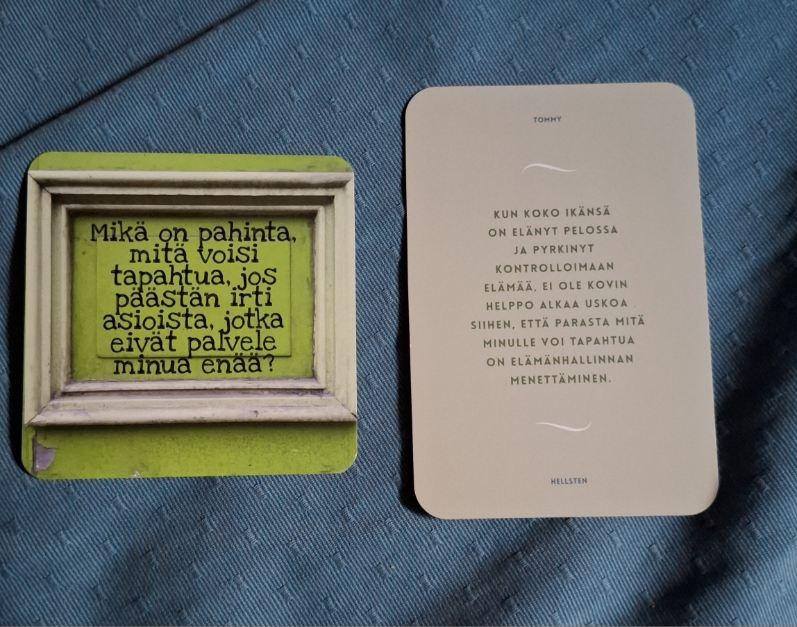 Mikä on pahinta,
mitä voisi
tapahtua, jos
päästän irti
asioista, jotka
eivät palvele
minua enää?
TOMMY
KUN KOKO IKÄNSÄ
ON ELÄNYT PELOSSA
JA PYRKINYT
KONTROLLOIMAAN
ELÄMÄÄ, EI OLE KOVIN
HELPPO ALKAA USKOA
SIIHEN, ETTÄ PARASTA MITÄ
MINULLE VOI TAPAHTUA
ON ELÄMÄNHALLINNAN
MENETTÄMINEN.
HELLSTEN